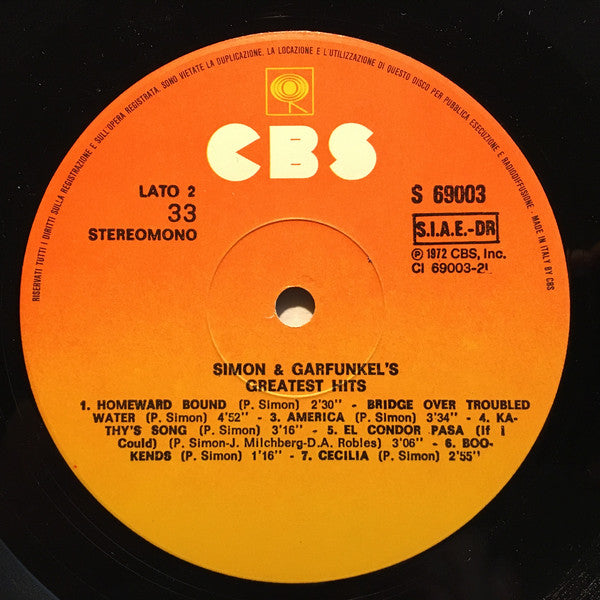 RISERVATI TUTTI I DIRITTI SULLA REGISTRAZIONE E SULL'OPERA REGISTRATA. SONO VIETATE LA DUPLICAZIONE, LA LOCAZIONE E L'UTILIZZAZIONE DI QUESTO DISCO PER PUBBLICA ESECUZIONE E RADIODIFFUSIONE. MADE IN ITALY BY CBS
CBS
LATO 2
33
STEREOMONO
S 69003
S.I.A.E.-DR
℗ 1972 CBS, Inc.
CI 69003-2L
SIMON & GARFUNKEL'S
GREATEST HITS
1. HOMEWARD BOUND (P. Simon) 2'30" - BRIDGE OVER TROUBLED
WATER (P. Simon) 4'52" - 3. AMERICA (P. Simon) 3'34" - 4. KA-
THY'S SONG (P. Simon) 3'16" - 5. EL CONDOR PASA (If i
Could) (P. Simon-J. Milchberg-D.A. Robles) 3'06" - 6. BOO-
KENDS (P. Simon) 1'16" - 7. CECILIA (P. Simon) 2'55"